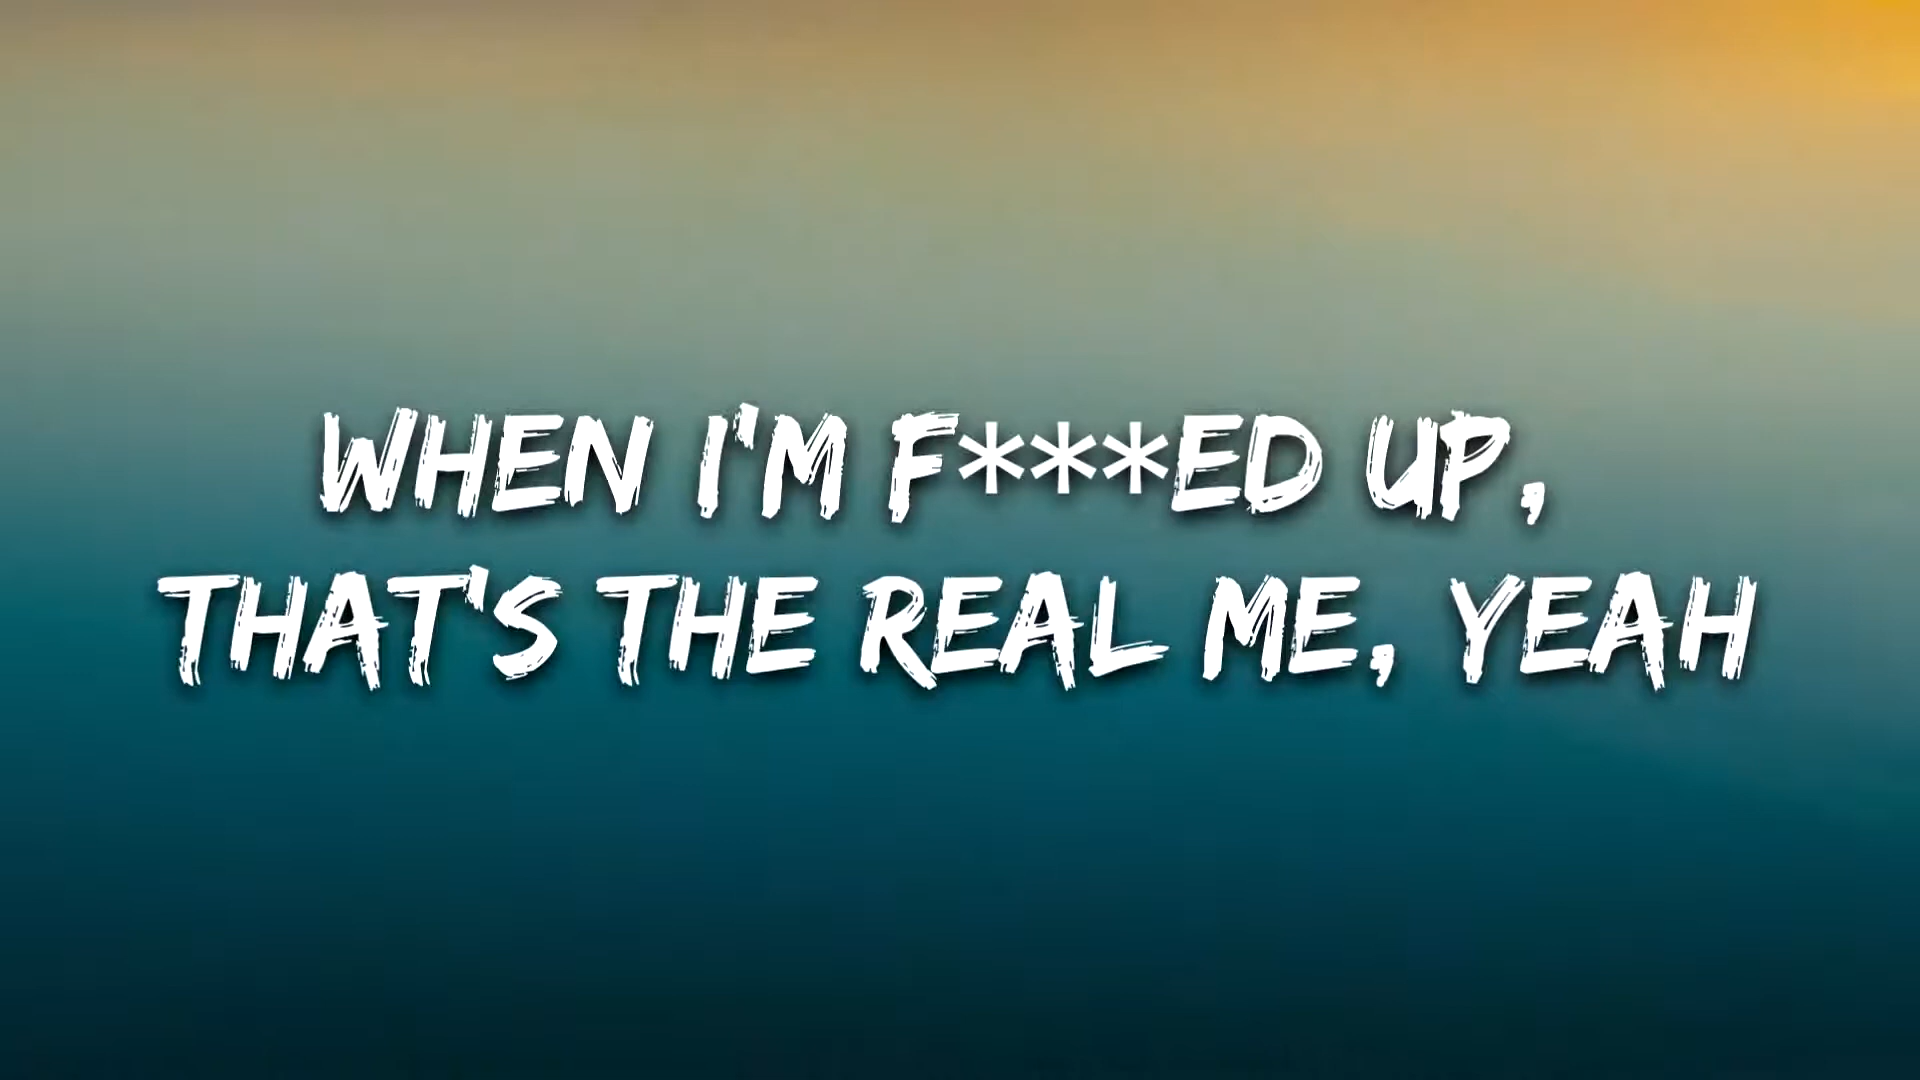 WHEN I'M F***ED UP,
THAT'S THE REAL ME, YEAH